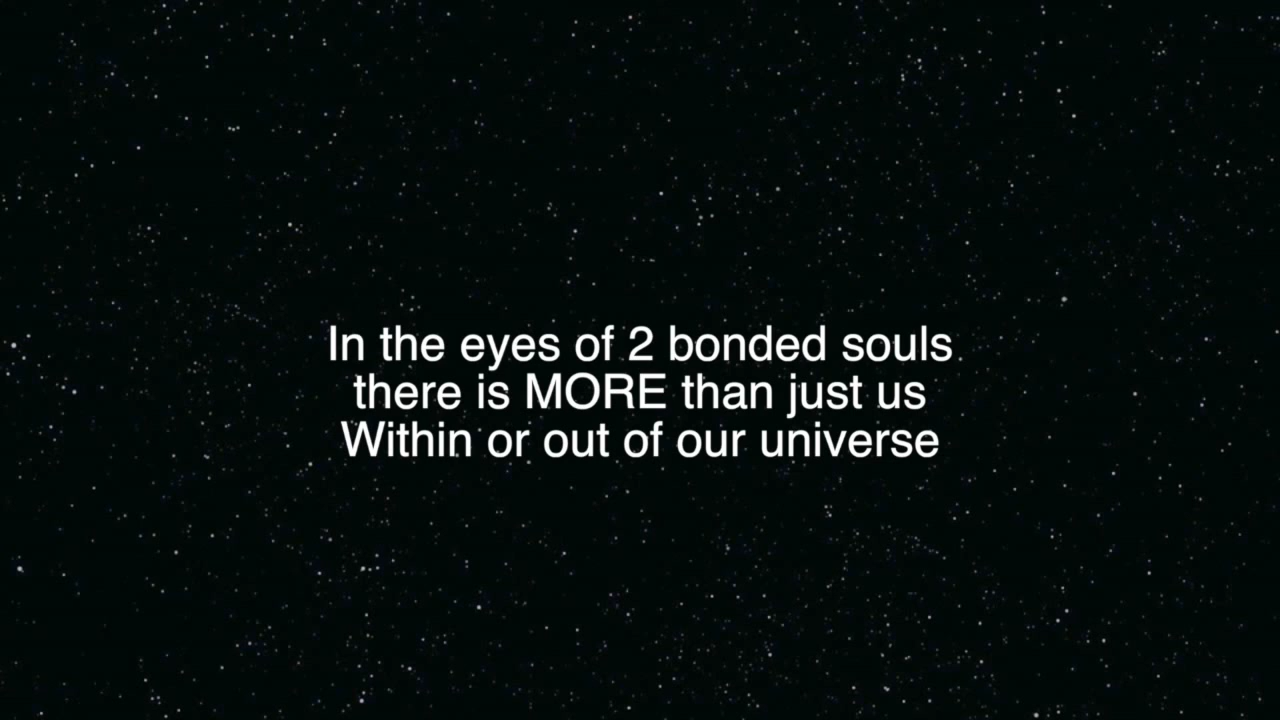 In the eyes of 2 bonded souls
there is MORE than just us
Within or out of our universe